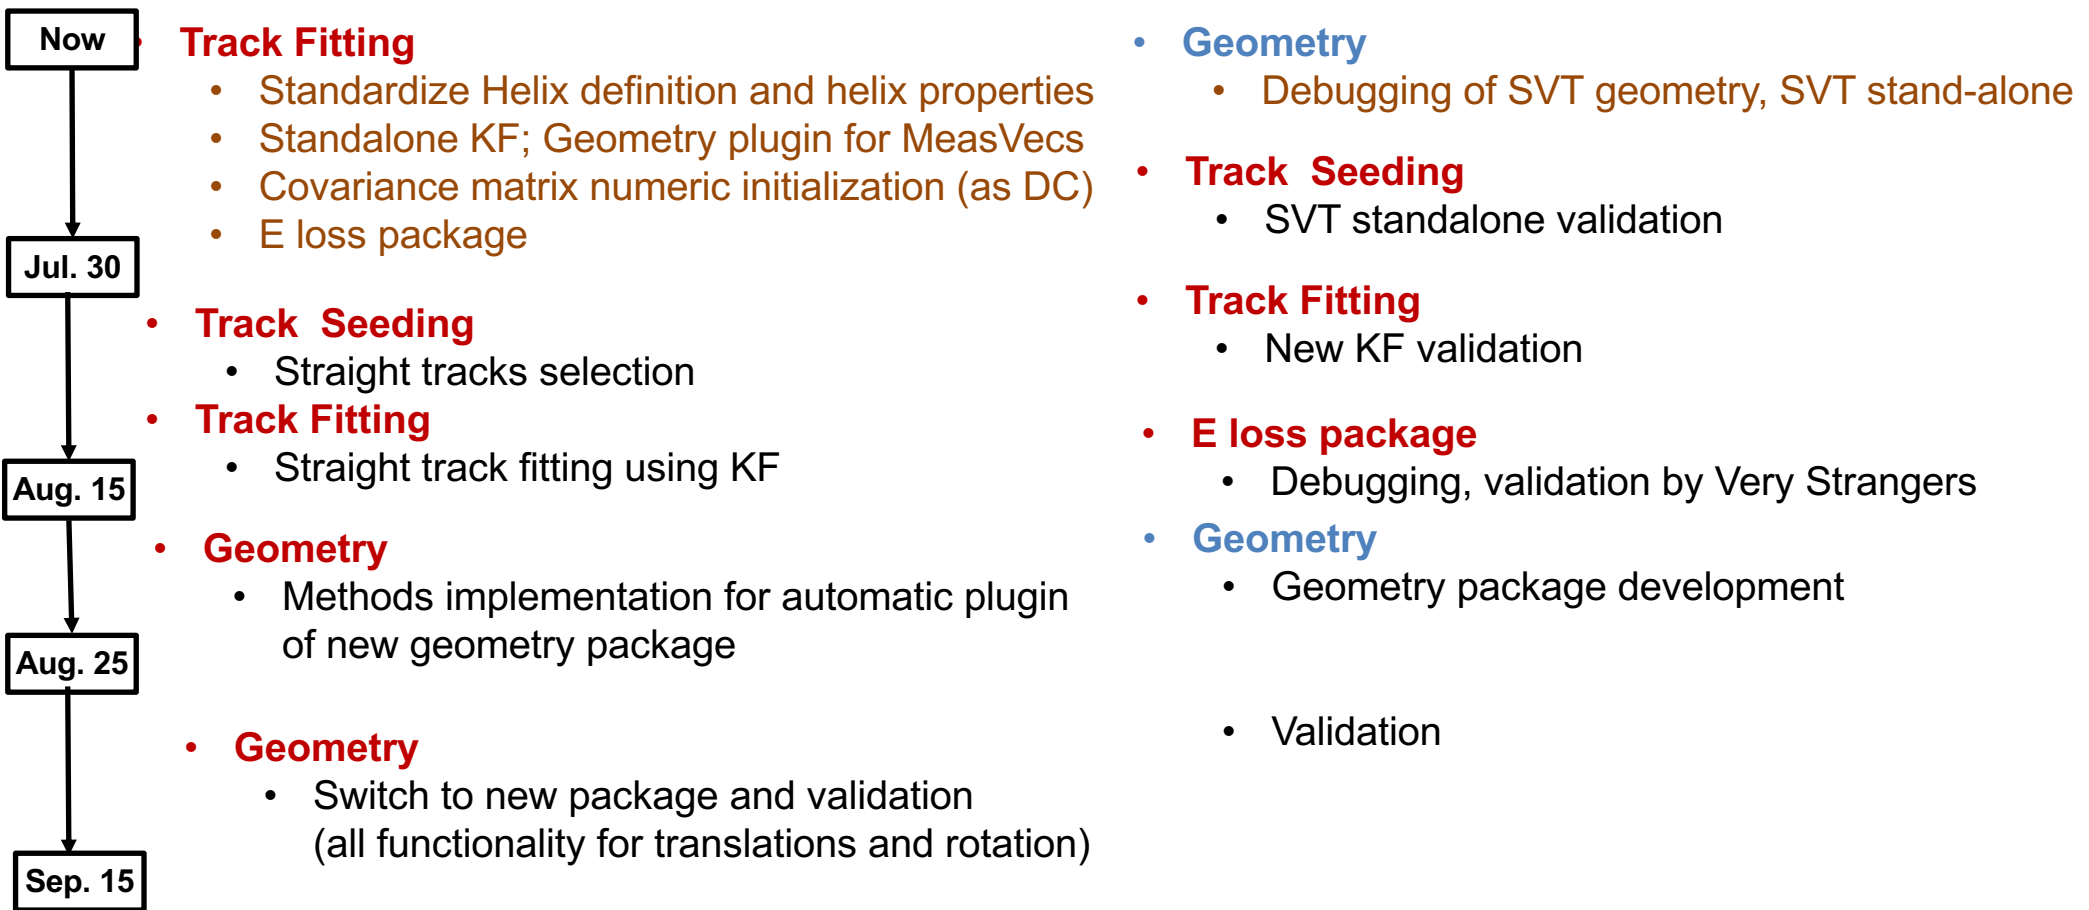 Now
• Track Fitting
• Standardize Helix definition and helix properties
• Standalone KF; Geometry plugin for MeasVecs
• Covariance matrix numeric initialization (as DC)
• E loss package
Jul. 30
• Track  Seeding
• Straight tracks selection
• Track Fitting
• Straight track fitting using KF
Aug. 15
• Geometry
• Methods implementation for automatic plugin
of new geometry package
Aug. 25
• Geometry
• Switch to new package and validation
(all functionality for translations and rotation)
Sep. 15
• Geometry
• Debugging of SVT geometry, SVT stand-alone
• Track  Seeding
• SVT standalone validation
• Track Fitting
• New KF validation
• E loss package
• Debugging, validation by Very Strangers
• Geometry
• Geometry package development
• Validation